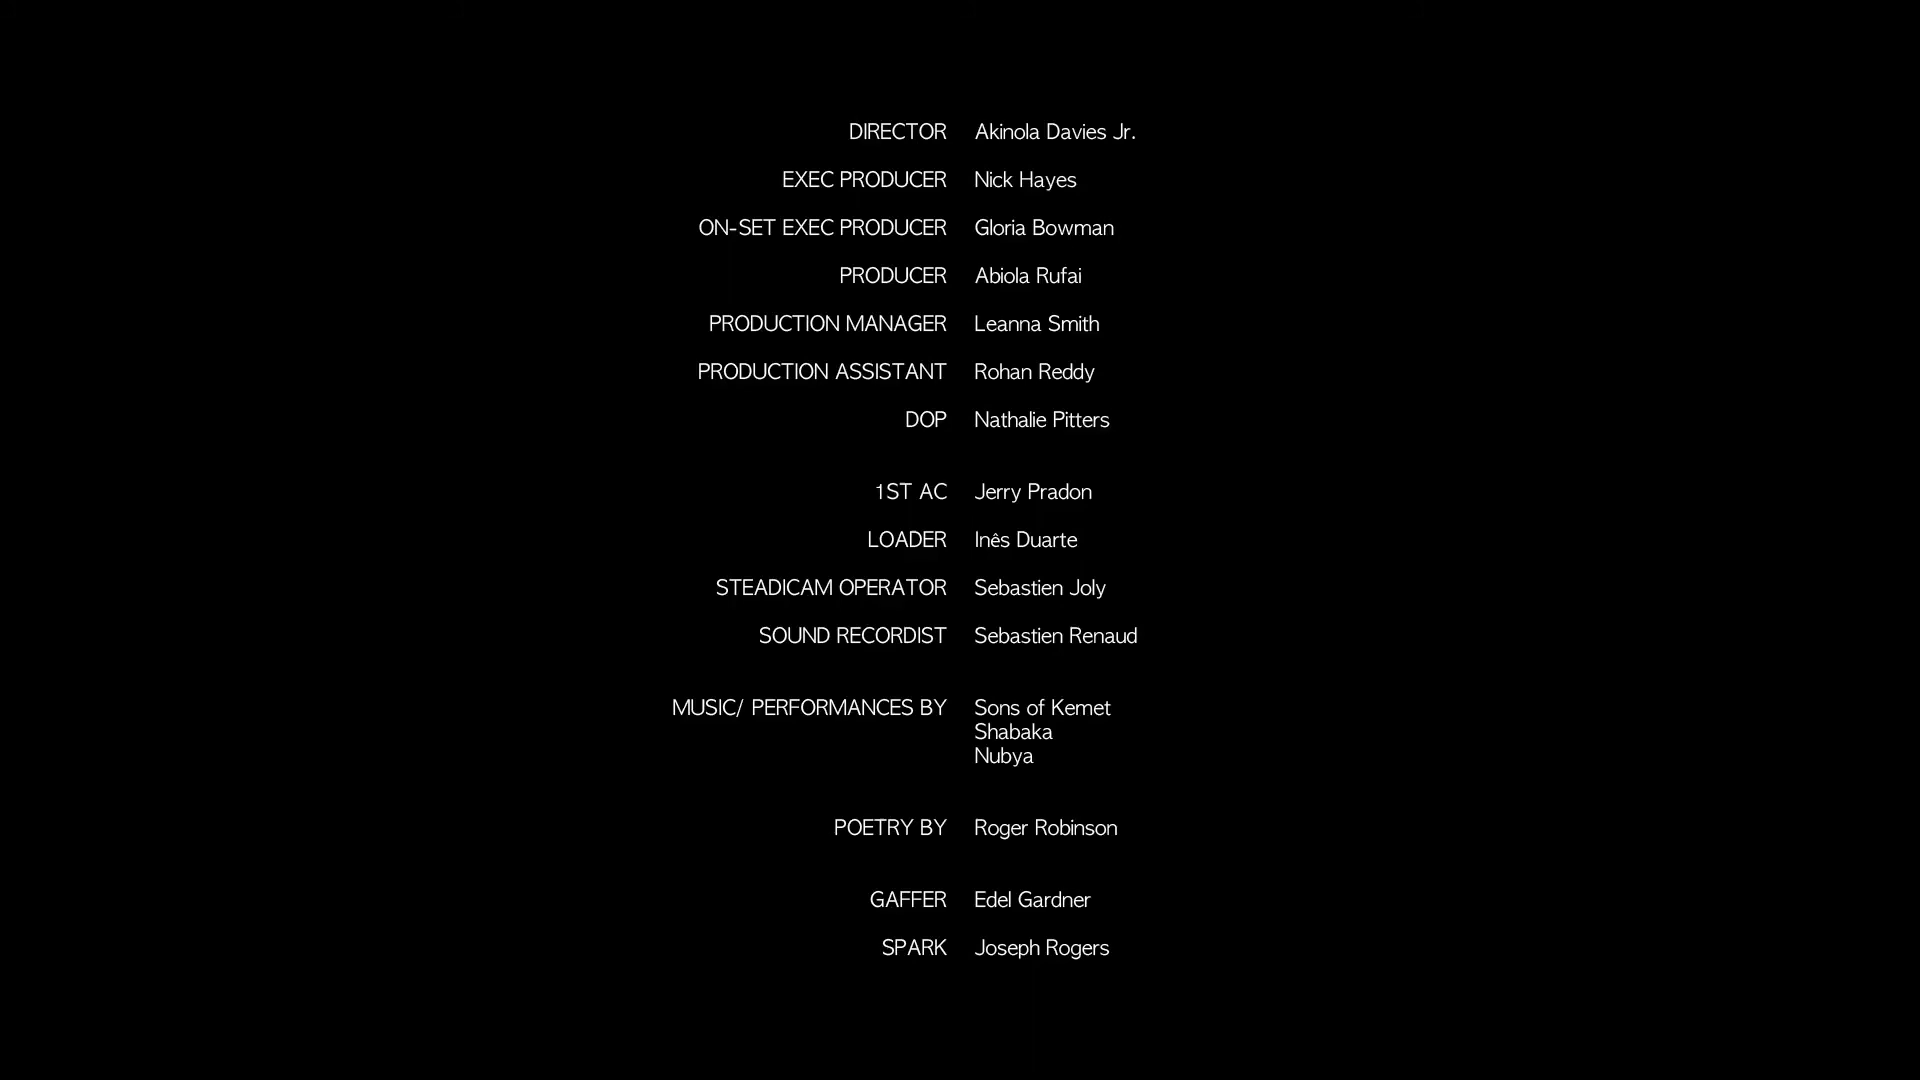 DIRECTOR Akinola Davies Jr.
EXEC PRODUCER Nick Hayes
ON-SET EXEC PRODUCER Gloria Bowman
PRODUCER Abiola Rufai
PRODUCTION MANAGER Leanna Smith
PRODUCTION ASSISTANT Rohan Reddy
DOP Nathalie Pitters
1ST AC Jerry Pradon
LOADER Inês Duarte
STEADICAM OPERATOR Sebastien Joly
SOUND RECORDIST Sebastien Renaud
MUSIC/ PERFORMANCES BY Sons of Kemet
Shabaka
Nubya
POETRY BY Roger Robinson
GAFFER Edel Gardner
SPARK Joseph Rogers